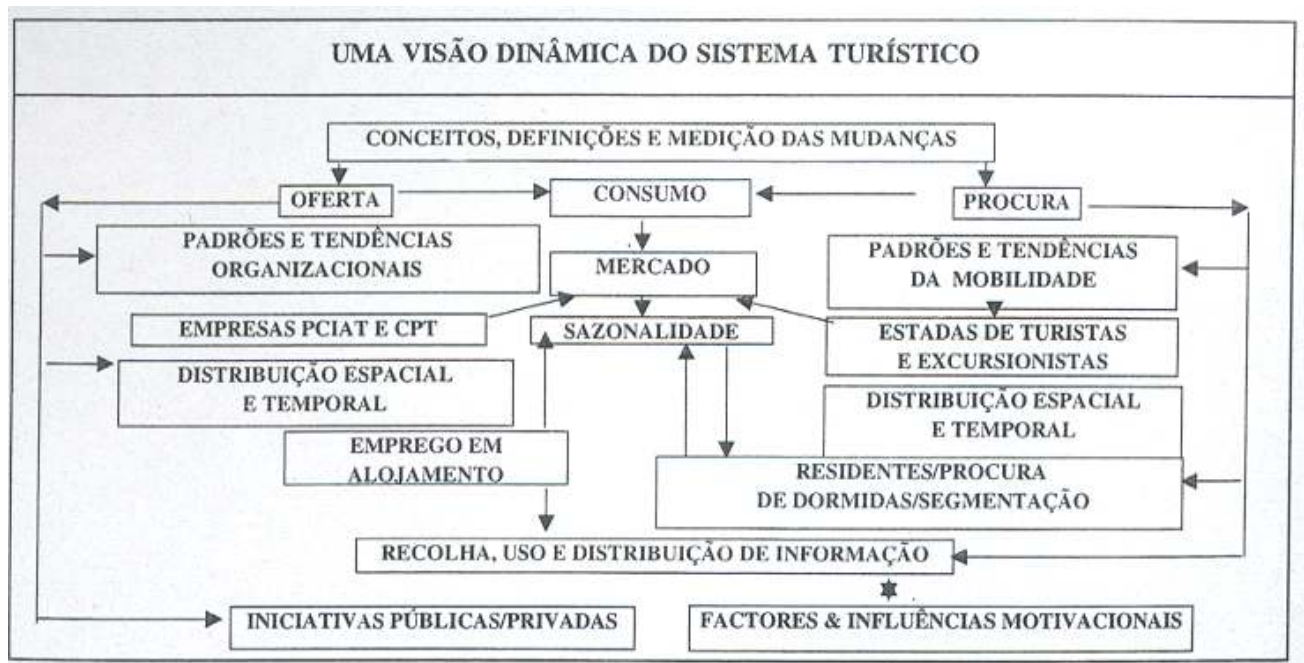 UMA VISÃO DINÂMICA DO SISTEMA TURÍSTICO
CONCEITOS, DEFINIÇÕES E MEDIÇÃO DAS MUDANÇAS
OFERTA
CONSUMO
PROCURA
PADRÕES E TENDÊNCIAS
ORGANIZACIONAIS
MERCADO
PADRÕES E TENDÊNCIAS
DA MOBILIDADE
EMPRESAS PCIAT E CPT
SAZONALIDADE
ESTADAS DE TURISTAS
E EXCURSIONISTAS
DISTRIBUIÇÃO ESPACIAL
E TEMPORAL
DISTRIBUIÇÃO ESPACIAL
E TEMPORAL
EMPREGO EM
ALOJAMENTO
RESIDENTES/PROCURA
DE DORMIDAS/SEGMENTAÇÃO
RECOLHA, USO E DISTRIBUIÇÃO DE INFORMAÇÃO
INICIATIVAS PÚBLICAS/PRIVADAS
FACTORES & INFLUÊNCIAS MOTIVACIONAIS